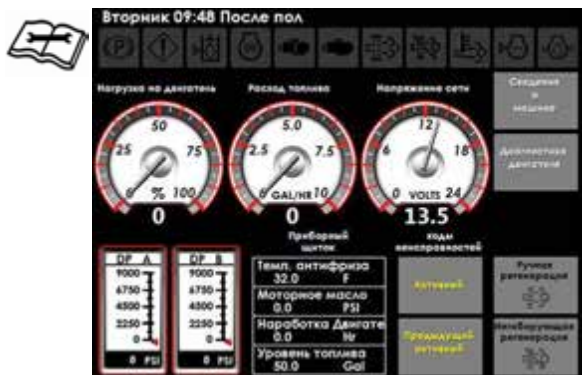 Вторник 09:48 После пол
Нагрузка на двигатель
Расход топлива
Напряжение сети
Сведения
о
машине
Диагностика
двигателя
50
25 75
0 % 100
0
5.0
2.5 7.5
0 GAL/HR 10
0
12
6 18
0 VOLTS 24
13.5
Приборный
щиток
коды
неисправностей
DP A
9000
6750
4500
2250
0
0 PSI
DP B
9000
6750
4500
2250
0
0 PSI
Темп. антифриза
32.0 F
Моторное масло
0.0 PSI
Наработка Двигате
0.0 Hr
Уровень топлива
50.0 Gal
Активный
Предыдущий
активный
Ручная
регенерация
Ингибирующая
регенерация